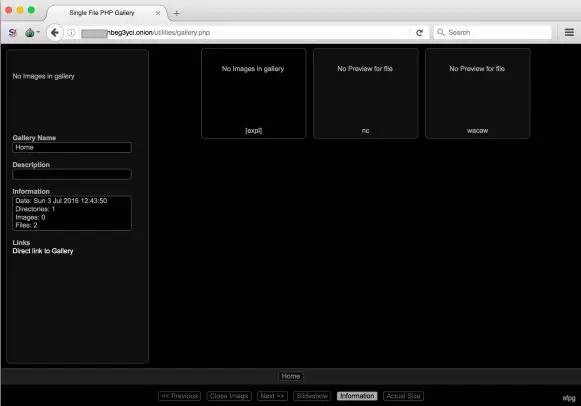 Single File PHP Gallery
nbeg3yci.onion/utilities/gallery.php
Search
No Images in gallery
No Images in gallery
No Preview for file
No Preview for file
[expl]
nc
wacaw
Gallery Name
Home
Description
Information
Date: Sun 3 Jul 2016 12:43:50
Directories: 1
Images: 0
Files: 2
Links
Direct link to Gallery
Home
<< Previous
Close Image
Next >>
Slideshow
Information
Actual Size
sfpg